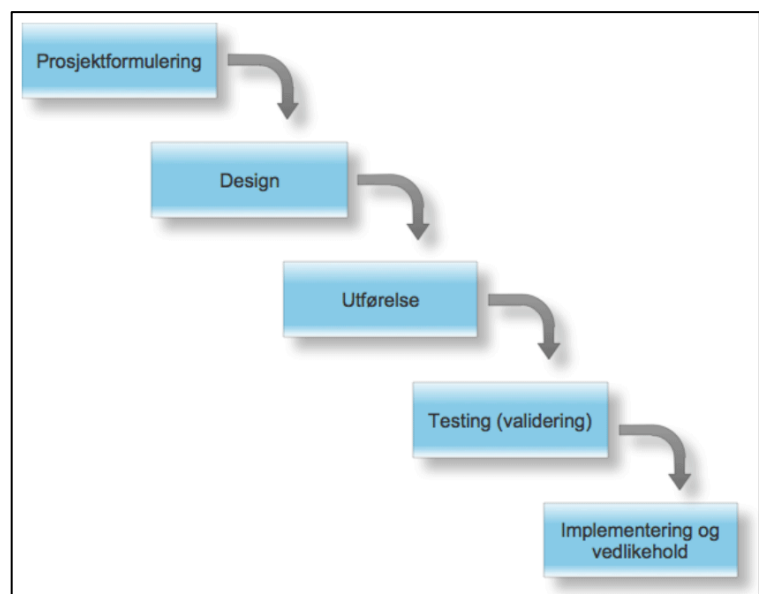 Prosjektformulering
Design
Utførelse
Testing (validering)
Implementering og
vedlikehold